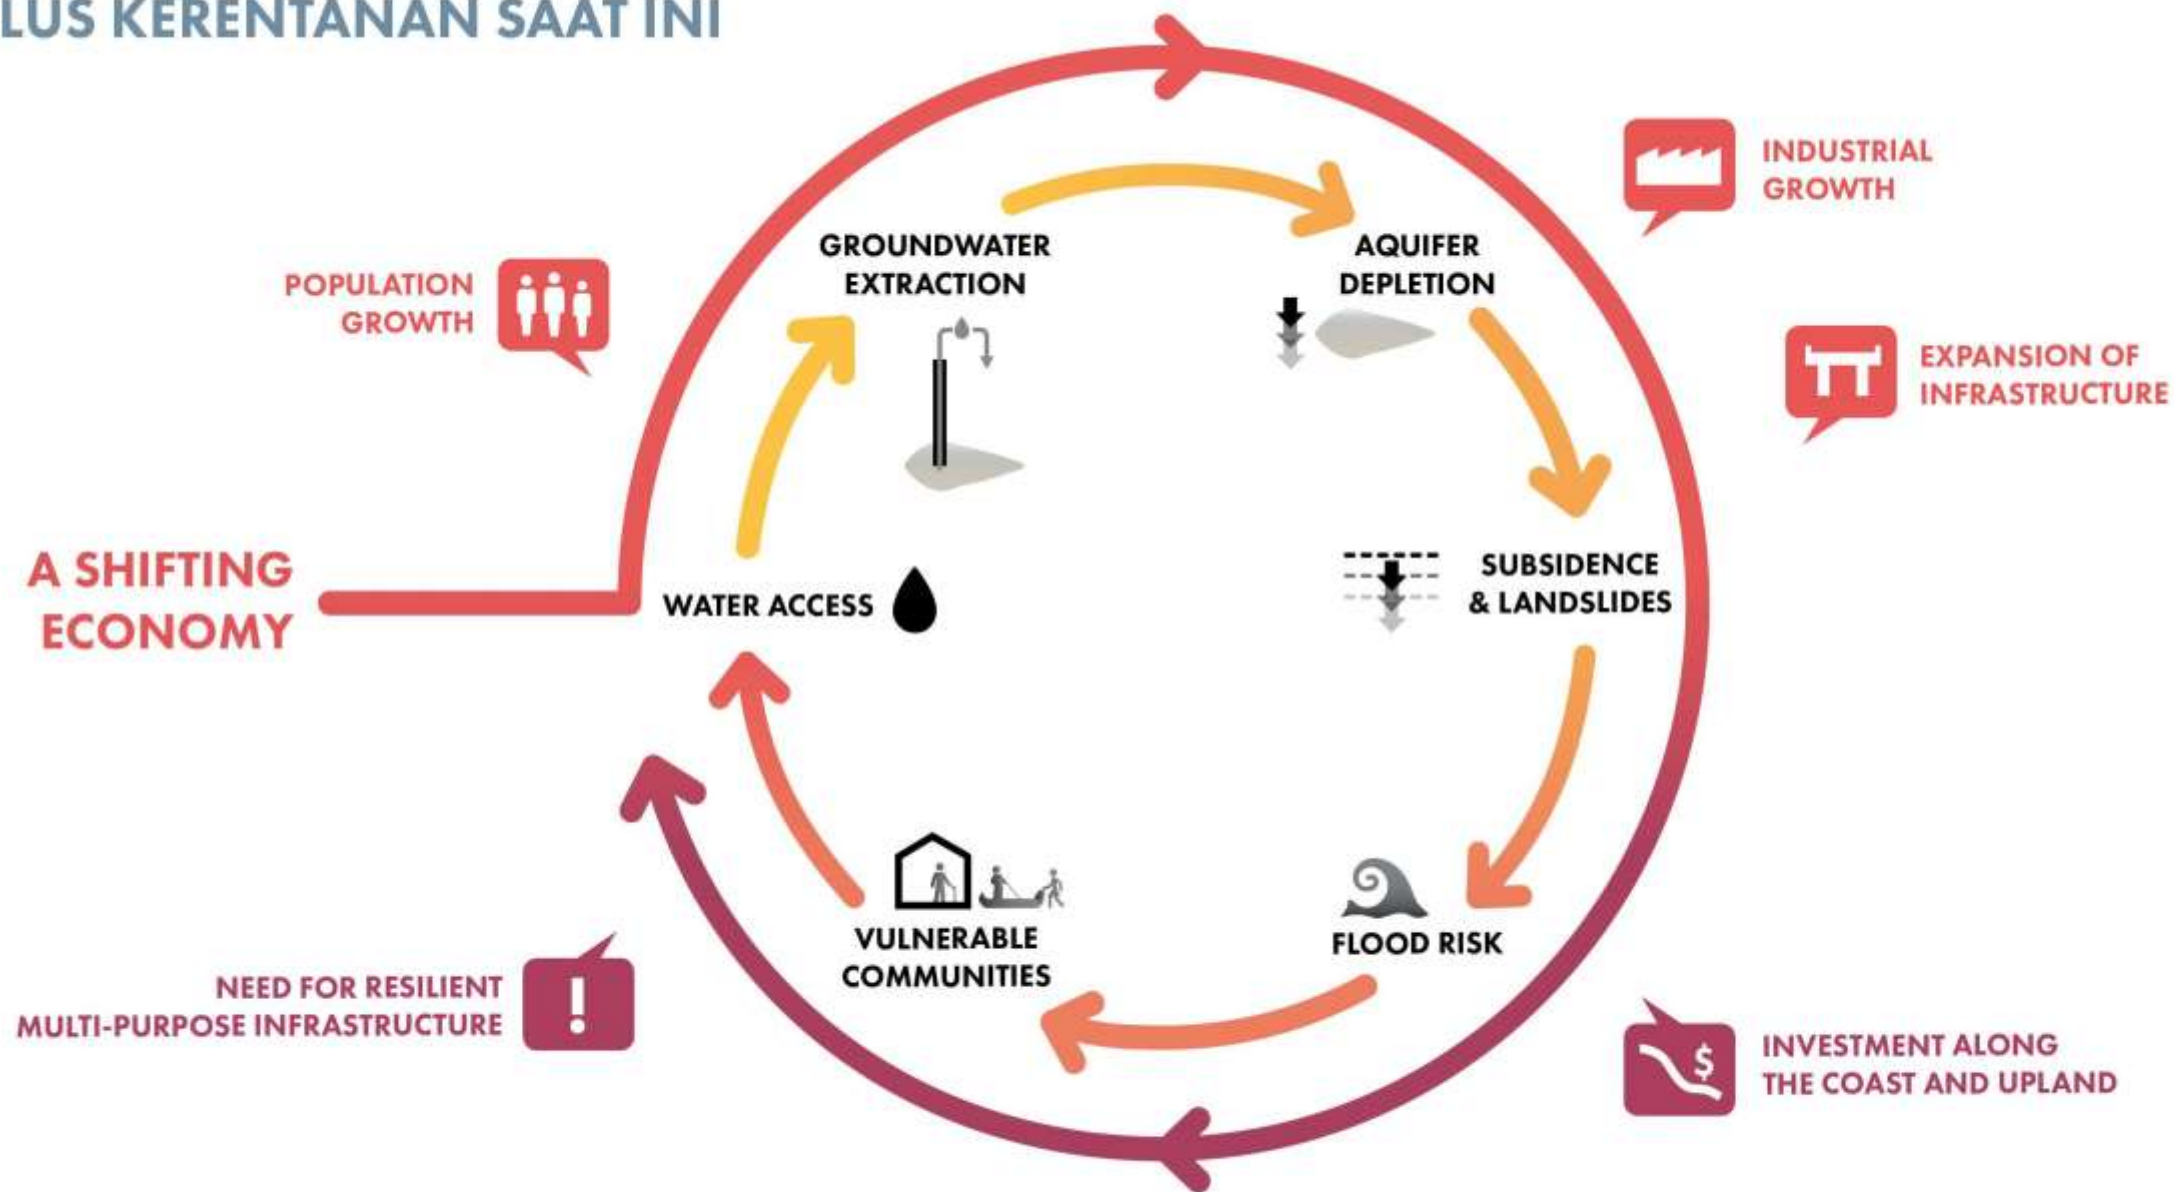 LUS KERENTANAN SAAT INI
INDUSTRIAL
GROWTH
POPULATION
GROWTH
GROUNDWATER
EXTRACTION
AQUIFER
DEPLETION
EXPANSION OF
INFRASTRUCTURE
A SHIFTING
ECONOMY
WATER ACCESS
SUBSIDENCE
& LANDSLIDES
VULNERABLE
COMMUNITIES
FLOOD RISK
NEED FOR RESILIENT
MULTI-PURPOSE INFRASTRUCTURE
!
$
INVESTMENT ALONG
THE COAST AND UPLAND